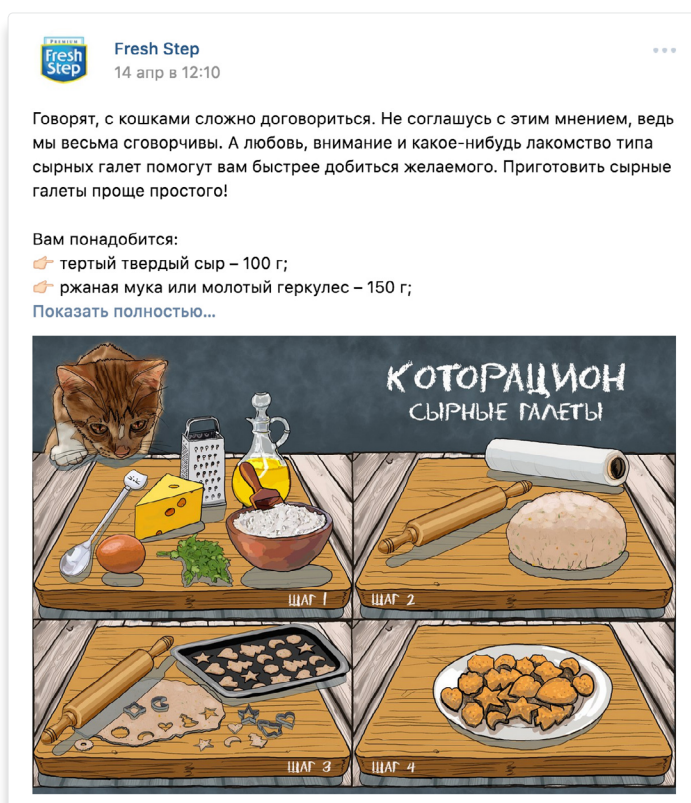 PREMIUM
Fresh
Step
Fresh Step
14 апр в 12:10
Говорят, с кошками сложно договориться. Не соглашусь с этим мнением, ведь
мы весьма сговорчивы. А любовь, внимание и какое-нибудь лакомство типа
сырных галет помогут вам быстрее добиться желаемого. Приготовить сырные
галеты проще простого!
Вам понадобится:
👉🏻 тертый твердый сыр – 100 г;
👉🏻 ржаная мука или молотый геркулес – 150 г;
Показать полностью...
КОТОРАЦИОН
СЫРНЫЕ ГАЛЕТЫ
ШАГ 1
ШАГ 2
ШАГ 3
ШАГ 4